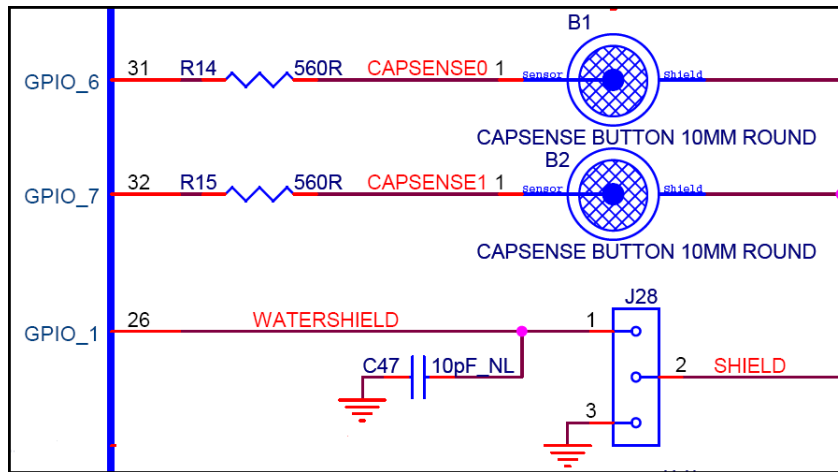 B1
GPIO_6 31 R14 560R CAPSENSE0 1 Sensor Shield
CAPSENSE BUTTON 10MM ROUND
B2
GPIO_7 32 R15 560R CAPSENSE1 1 Sensor Shield
CAPSENSE BUTTON 10MM ROUND
J28
GPIO_1 26 WATERSHIELD 1
C47 10pF_NL 2 SHIELD
3